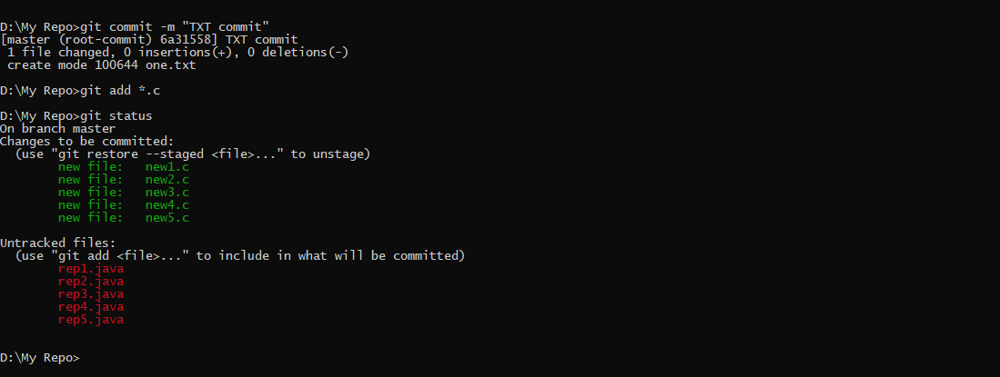 D:\My Repo>git commit -m "TXT commit"
[master (root-commit) 6a31558] TXT commit
 1 file changed, 0 insertions(+), 0 deletions(-)
 create mode 100644 one.txt
D:\My Repo>git add *.c
D:\My Repo>git status
On branch master
Changes to be committed:
  (use "git restore --staged <file>..." to unstage)
        new file:   new1.c
        new file:   new2.c
        new file:   new3.c
        new file:   new4.c
        new file:   new5.c
Untracked files:
  (use "git add <file>..." to include in what will be committed)
        rep1.java
        rep2.java
        rep3.java
        rep4.java
        rep5.java
D:\My Repo>